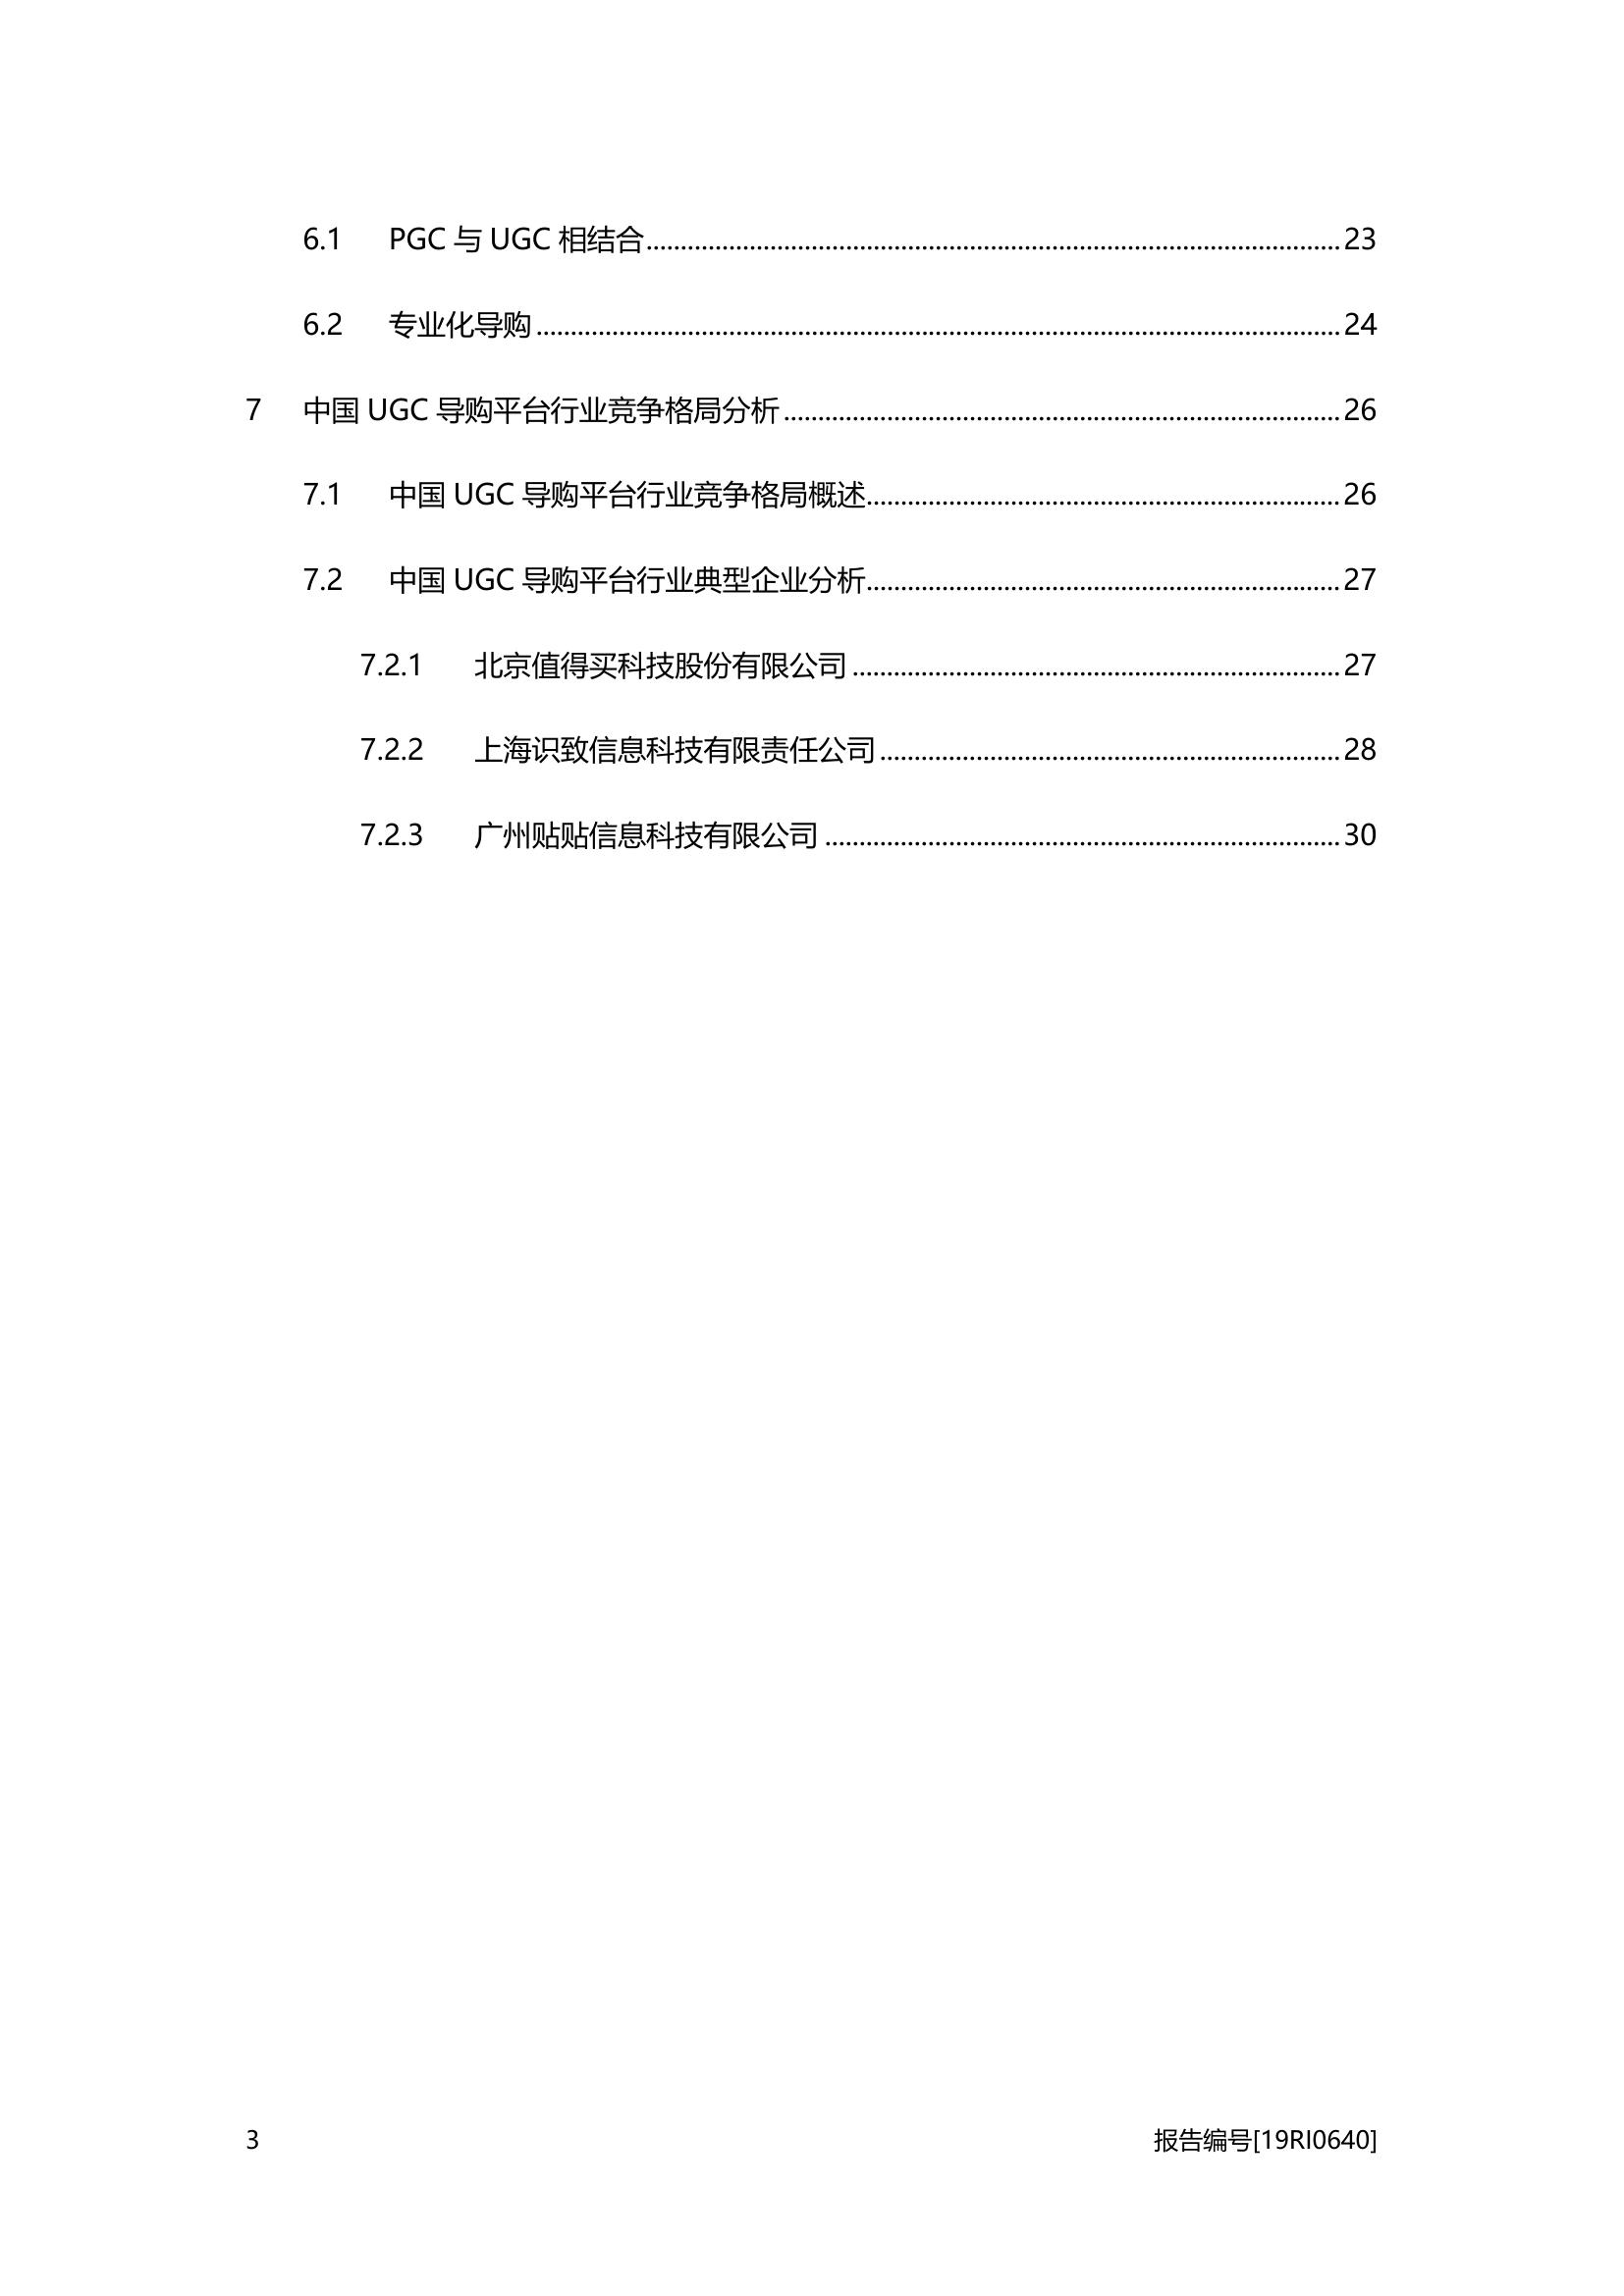 6.1 PGC 与 UGC 相结合........................................23
6.2 专业化导购........................................24
7 中国 UGC 导购平台行业竞争格局分析........................................26
7.1 中国 UGC 导购平台行业竞争格局概述........................................26
7.2 中国 UGC 导购平台行业典型企业分析........................................27
7.2.1 北京值得买科技股份有限公司........................................27
7.2.2 上海识致信息科技有限责任公司........................................28
7.2.3 广州贴贴信息科技有限公司........................................30
3 报告编号[19RI0640]